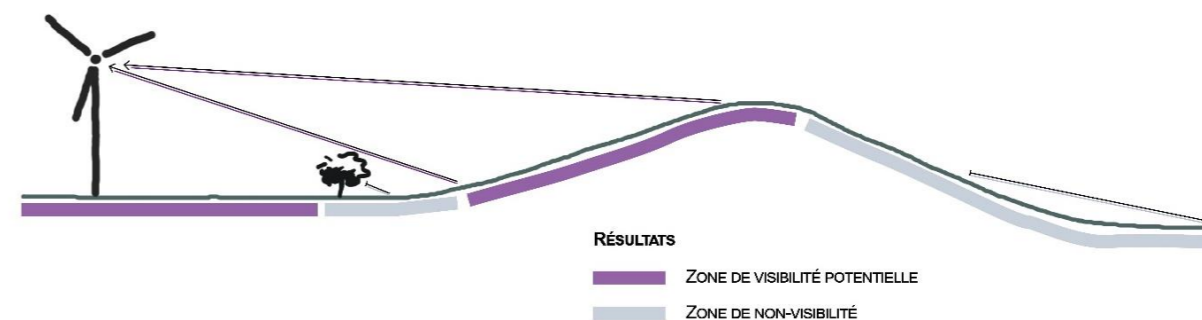 RÉSULTATS
ZONE DE VISIBILITÉ POTENTIELLE
ZONE DE NON-VISIBILITÉ